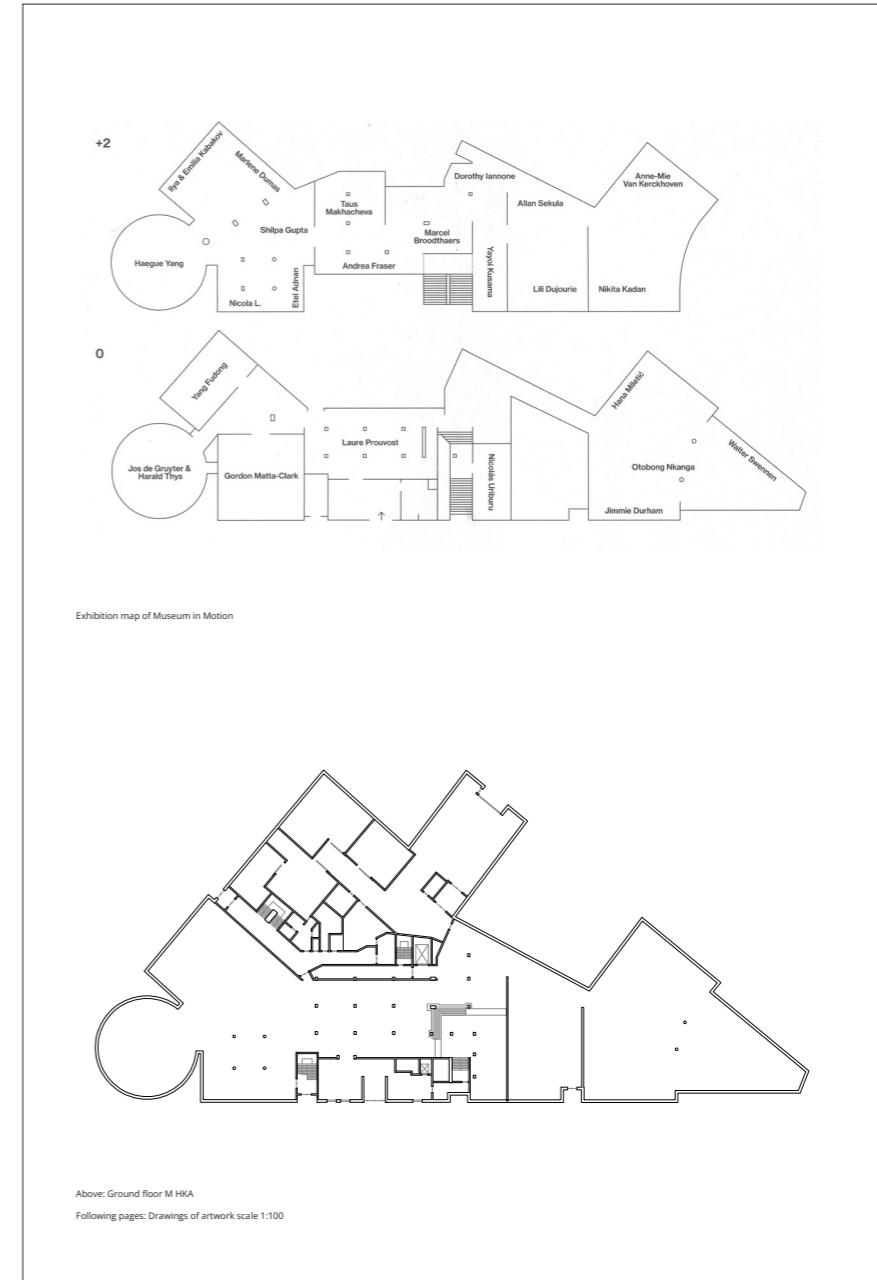 +2
Ilya & Emilia Kabakov
Marlene Dumas
Dorothy Iannone
Anne-Mie
Van Kerckhoven
Taus
Makhacheva
Allan Sekula
Shilpa Gupta
Marcel
Broodthaers
Haegue Yang
Andrea Fraser
Yayoi Kusama
Etel Adnan
Lili Dujourie
Nikita Kadan
Nicola L.
0
Yang Fudong
Hana Miletić
Laure Prouvost
Walter Swennen
Jos de Gruyter &
Harald Thys
Gordon Matta-Clark
Nicolás Uriburu
Otobong Nkanga
Jimmie Durham
Exhibition map of Museum in Motion
Above: Ground floor M HKA
Following pages: Drawings of artwork scale 1:100